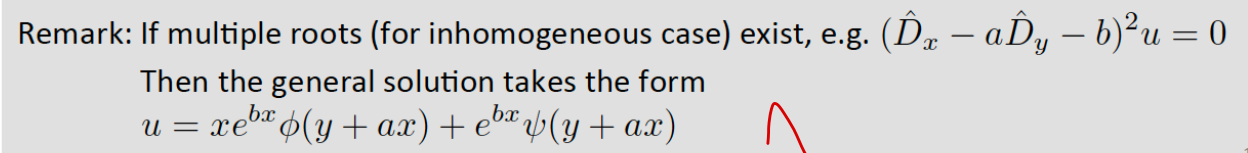 Remark: If multiple roots (for inhomogeneous case) exist, e.g. $(\hat{D}_x - a\hat{D}_y - b)^2 u = 0$
Then the general solution takes the form
$u = xe^{bx}\phi(y + ax) + e^{bx}\psi(y + ax)$